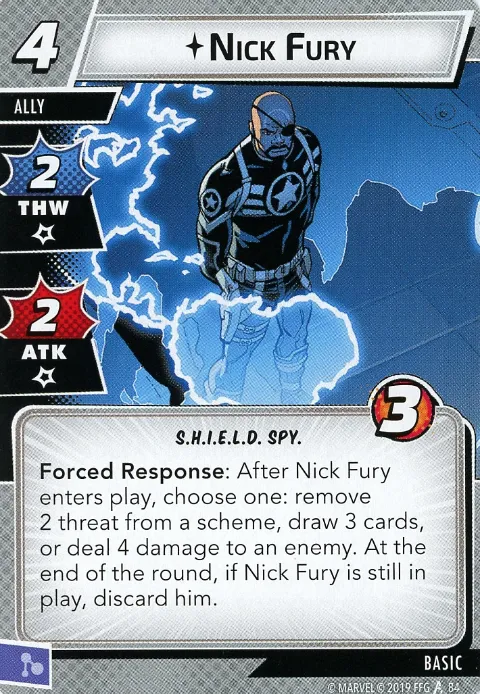 4
Nick Fury
ALLY
2
THW
2
ATK
3
S.H.I.E.L.D. SPY.
Forced Response: After Nick Fury
enters play, choose one: remove
2 threat from a scheme, draw 3 cards,
or deal 4 damage to an enemy. At the
end of the round, if Nick Fury is still in
play, discard him.
BASIC
© MARVEL © 2019 FFG 84